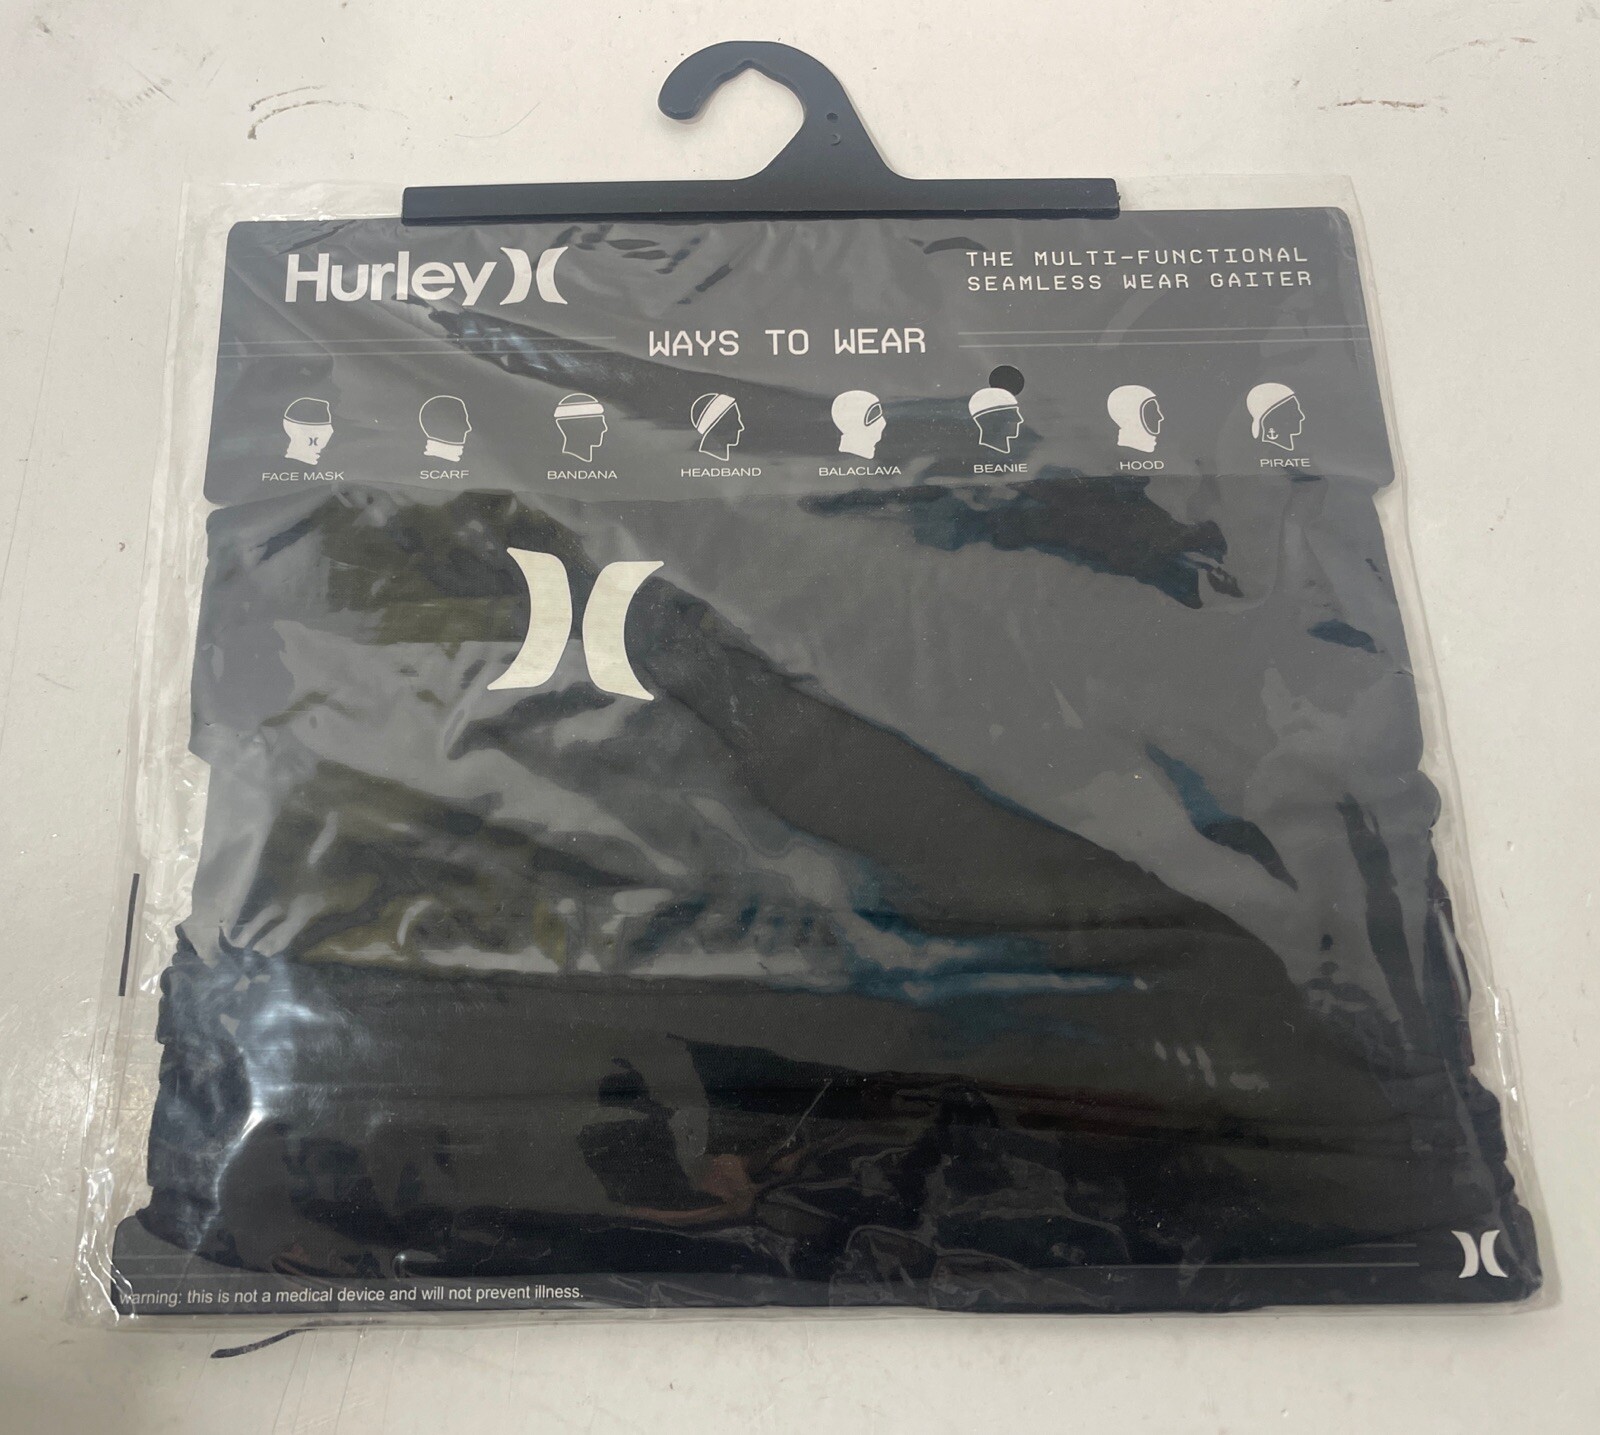 Hurley
THE MULTI-FUNCTIONAL
SEAMLESS WEAR GAITER
WAYS TO WEAR
FACE MASK
SCARF
BANDANA
HEADBAND
BALACLAVA
BEANIE
HOOD
PIRATE
warning: this is not a medical device and will not prevent illness.